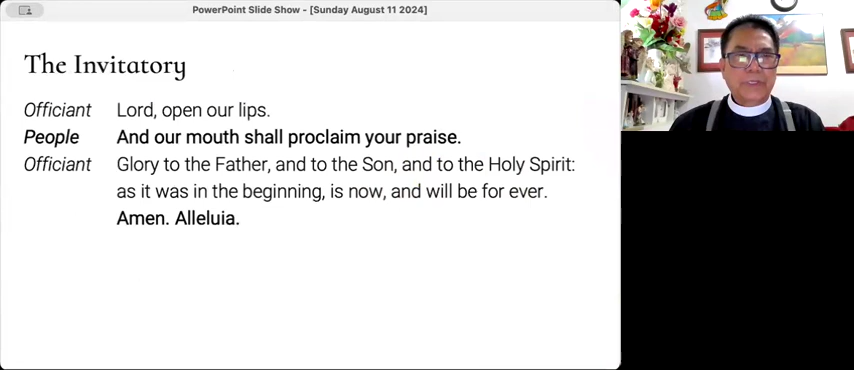 PowerPoint Slide Show - [Sunday August 11 2024]
The Invitatory
Officiant Lord, open our lips.
People And our mouth shall proclaim your praise.
Officiant Glory to the Father, and to the Son, and to the Holy Spirit:
as it was in the beginning, is now, and will be for ever.
Amen. Alleluia.